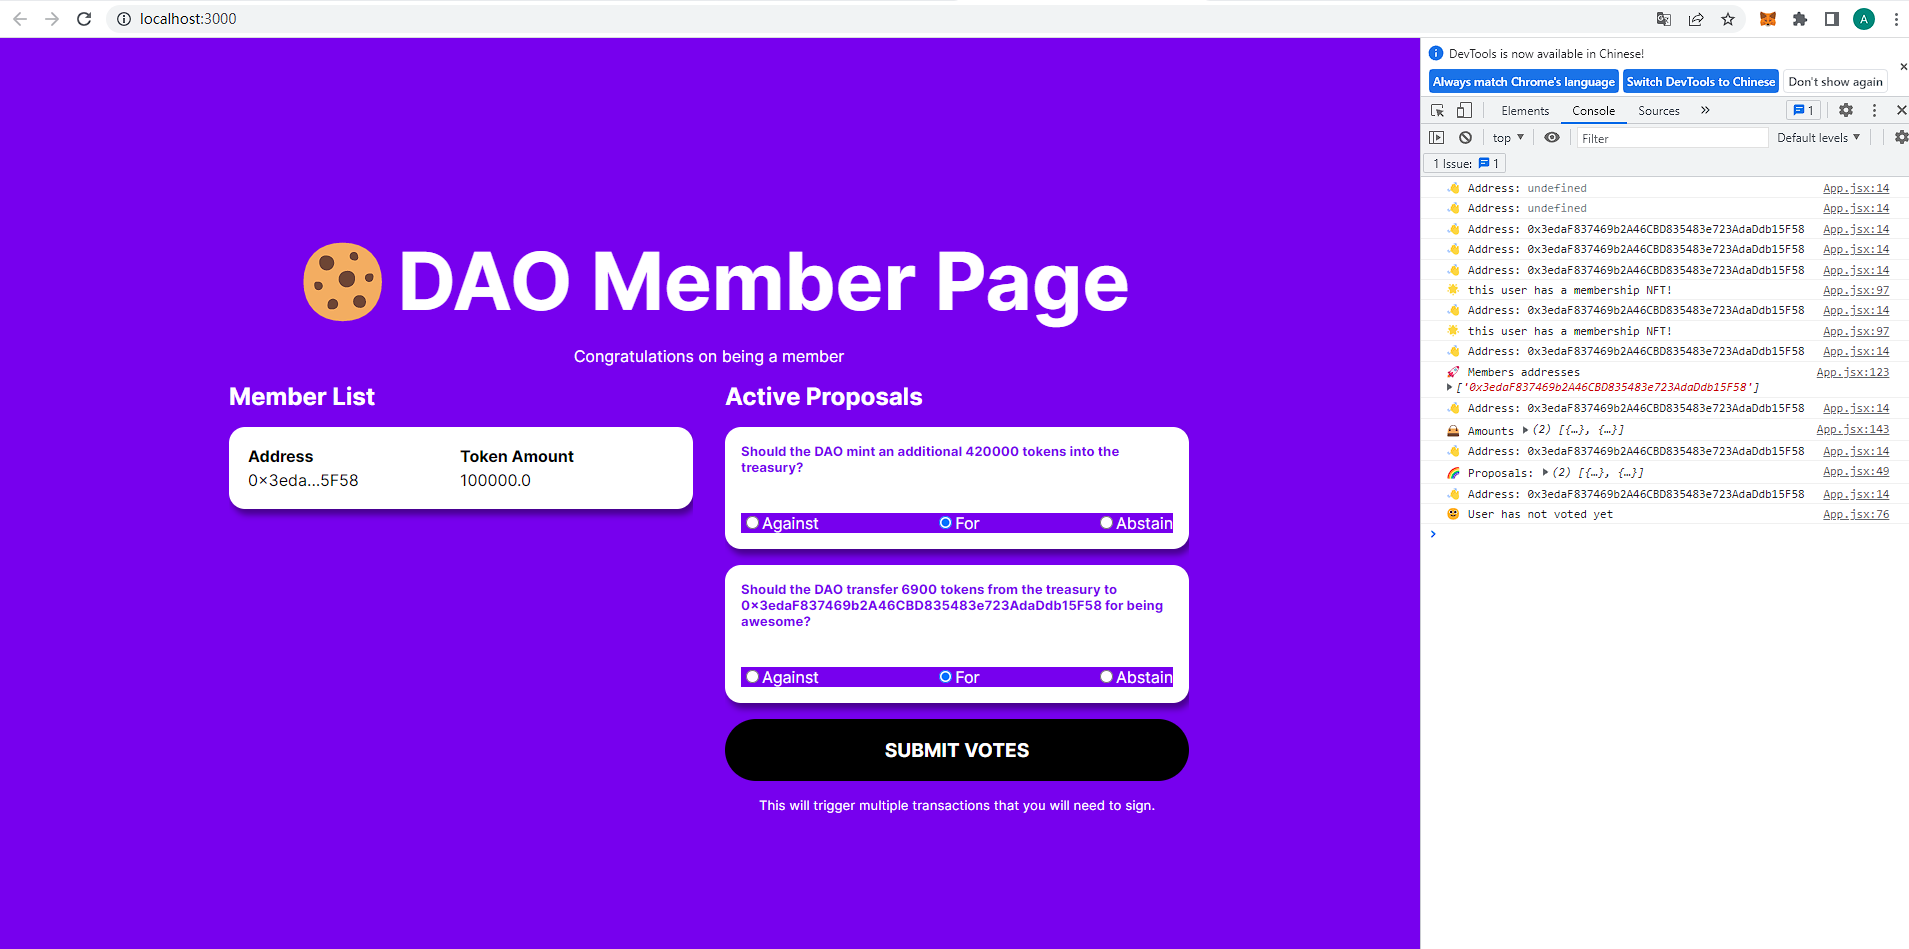 localhost:3000
A
DAO Member Page
Congratulations on being a member
Member List
Address Token Amount
0x3eda...5F58 100000.0
Active Proposals
Should the DAO mint an additional 420000 tokens into the
treasury?
Against For Abstain
Should the DAO transfer 6900 tokens from the treasury to
0x3edaF837469b2A46CBD835483e723AdaDdb15F58 for being
awesome?
Against For Abstain
SUBMIT VOTES
This will trigger multiple transactions that you will need to sign.
DevTools is now available in Chinese!
Always match Chrome's language Switch DevTools to Chinese Don't show again
Elements Console Sources » 1
top Filter Default levels
1 Issue: 1
👋 Address: undefined App.jsx:14
👋 Address: undefined App.jsx:14
👋 Address: 0x3edaF837469b2A46CBD835483e723AdaDdb15F58 App.jsx:14
👋 Address: 0x3edaF837469b2A46CBD835483e723AdaDdb15F58 App.jsx:14
👋 Address: 0x3edaF837469b2A46CBD835483e723AdaDdb15F58 App.jsx:14
🌟 this user has a membership NFT! App.jsx:97
👋 Address: 0x3edaF837469b2A46CBD835483e723AdaDdb15F58 App.jsx:14
🌟 this user has a membership NFT! App.jsx:97
👋 Address: 0x3edaF837469b2A46CBD835483e723AdaDdb15F58 App.jsx:14
🚀 Members addresses App.jsx:123
['0x3edaF837469b2A46CBD835483e723AdaDdb15F58']
👋 Address: 0x3edaF837469b2A46CBD835483e723AdaDdb15F58 App.jsx:14
👜 Amounts (2) [{…}, {…}] App.jsx:143
👋 Address: 0x3edaF837469b2A46CBD835483e723AdaDdb15F58 App.jsx:14
🌈 Proposals: (2) [{…}, {…}] App.jsx:49
👋 Address: 0x3edaF837469b2A46CBD835483e723AdaDdb15F58 App.jsx:14
🙂 User has not voted yet App.jsx:76